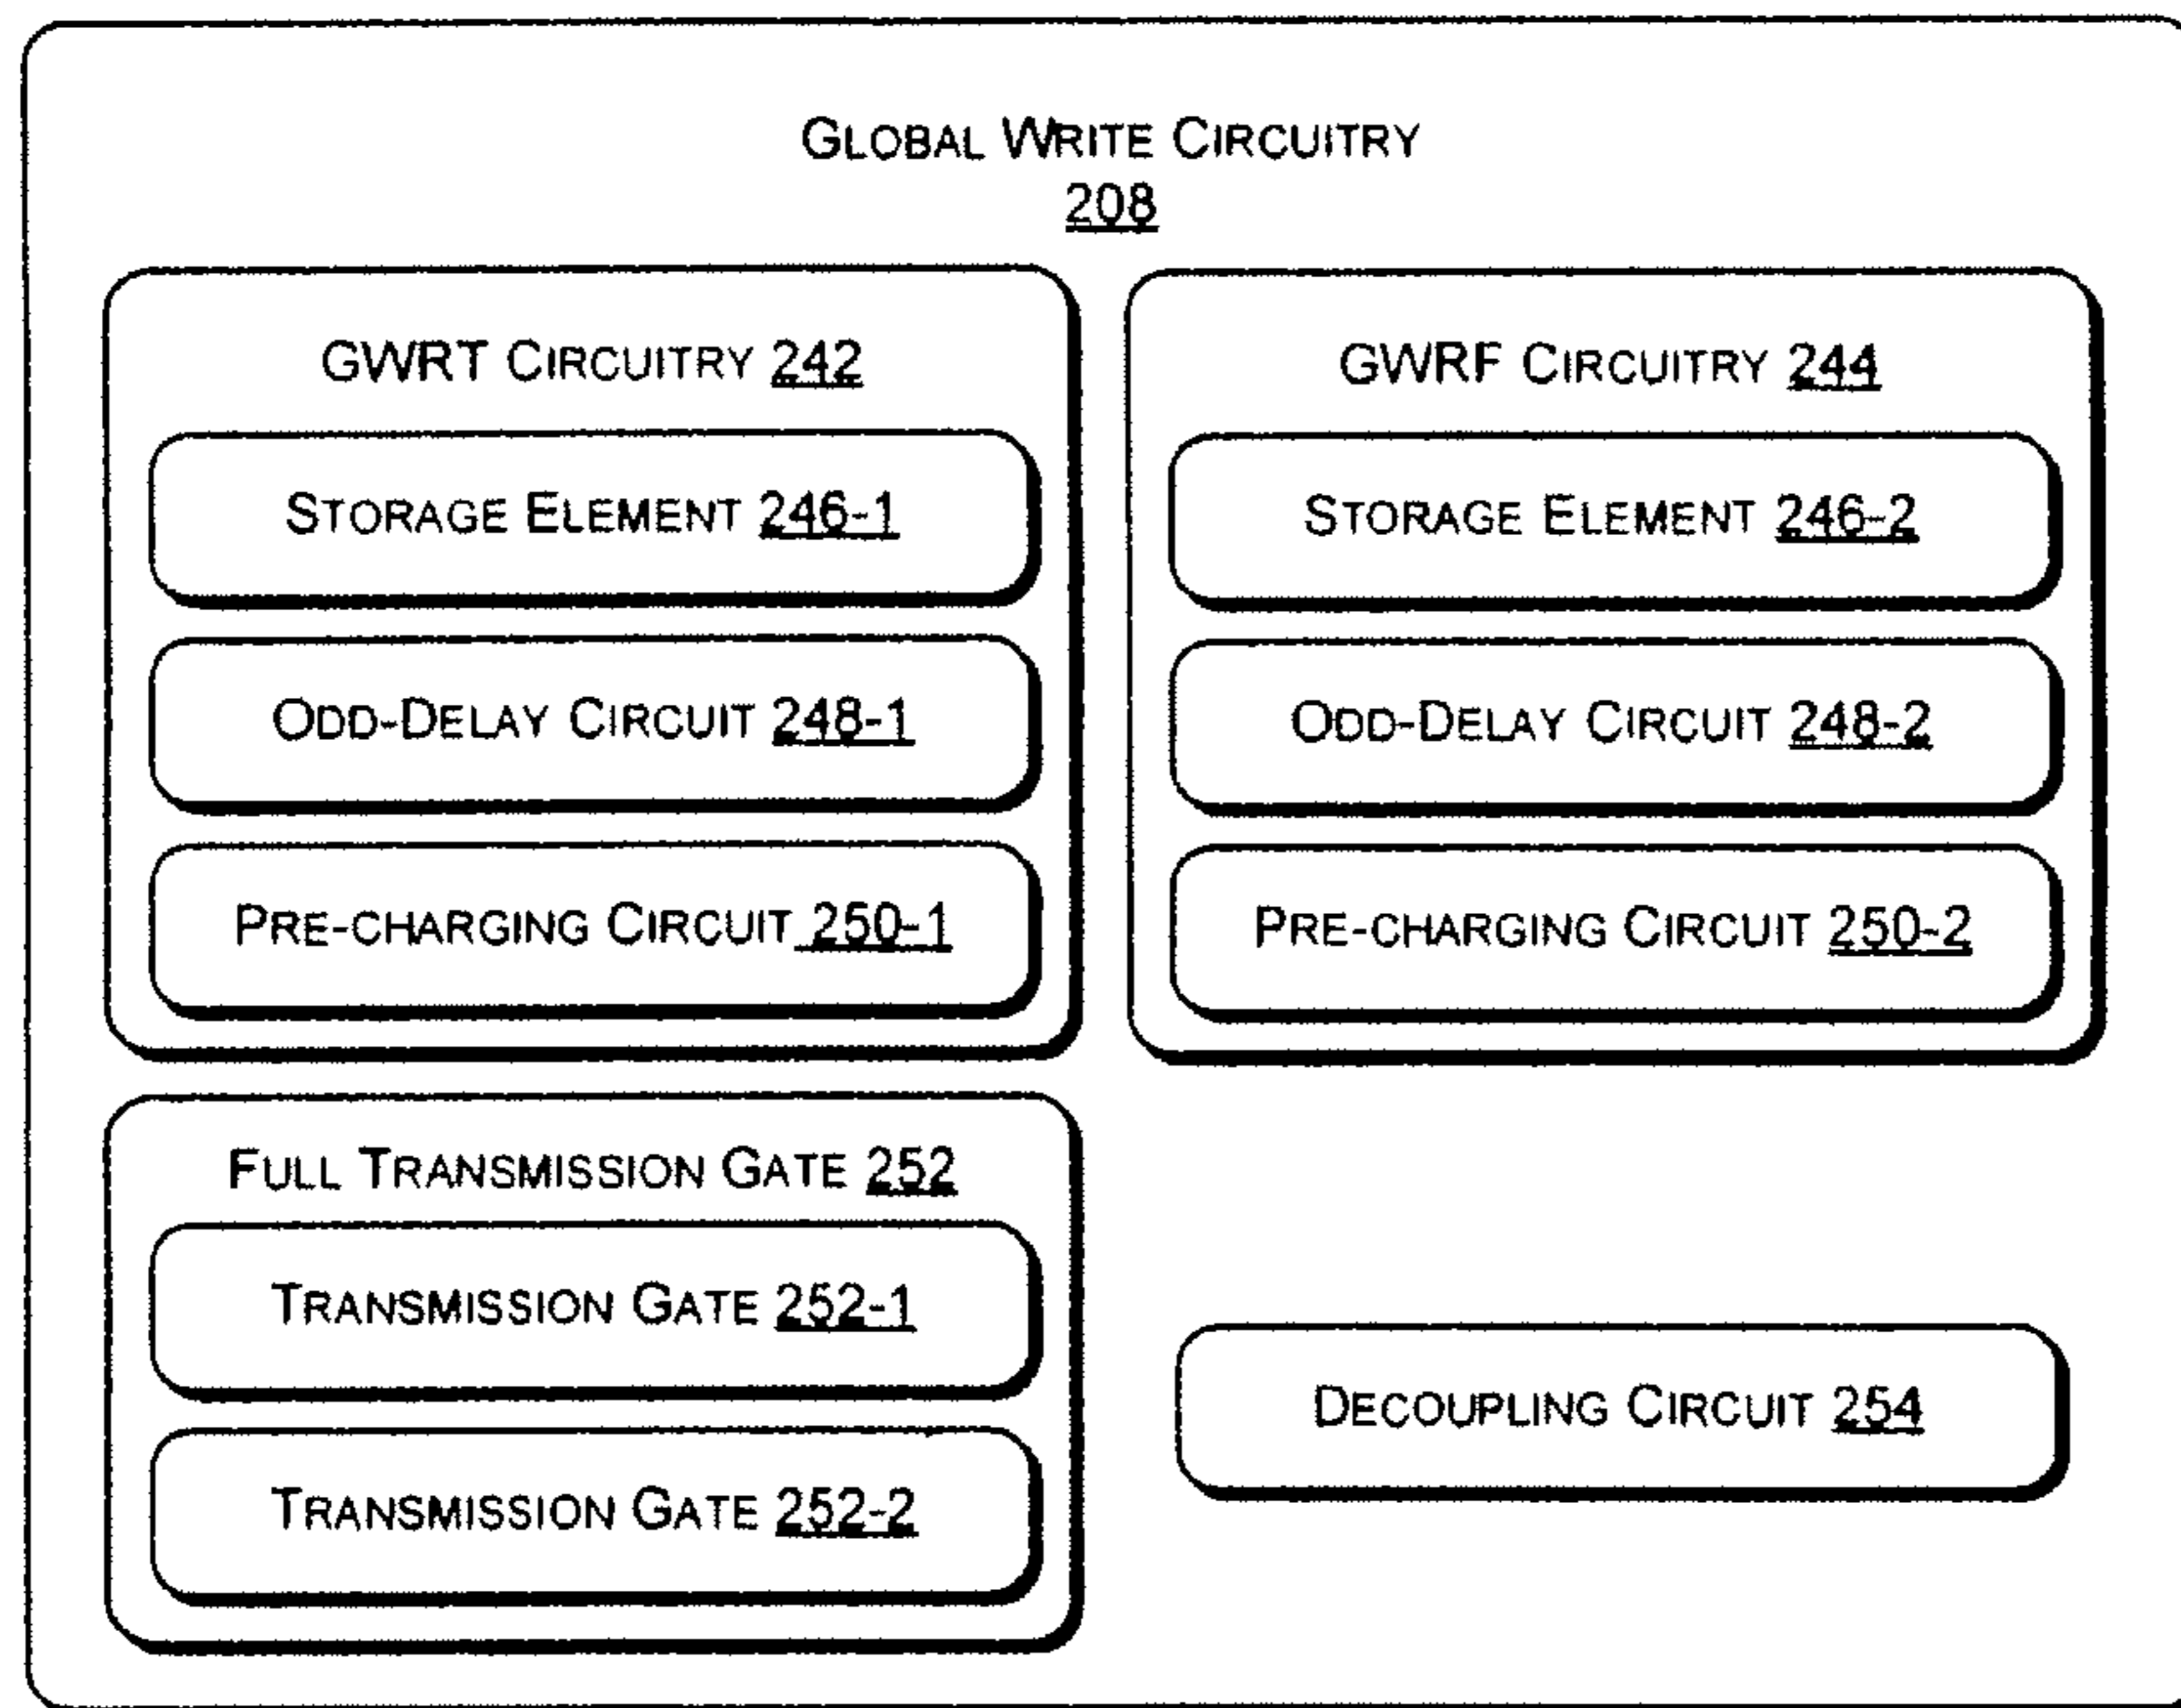 GLOBAL WRITE CIRCUITRY
208
GWRT CIRCUITRY 242
STORAGE ELEMENT 246-1
ODD-DELAY CIRCUIT 248-1
PRE-CHARGING CIRCUIT 250-1
GWRF CIRCUITRY 244
STORAGE ELEMENT 246-2
ODD-DELAY CIRCUIT 248-2
PRE-CHARGING CIRCUIT 250-2
FULL TRANSMISSION GATE 252
TRANSMISSION GATE 252-1
TRANSMISSION GATE 252-2
DECOUPLING CIRCUIT 254